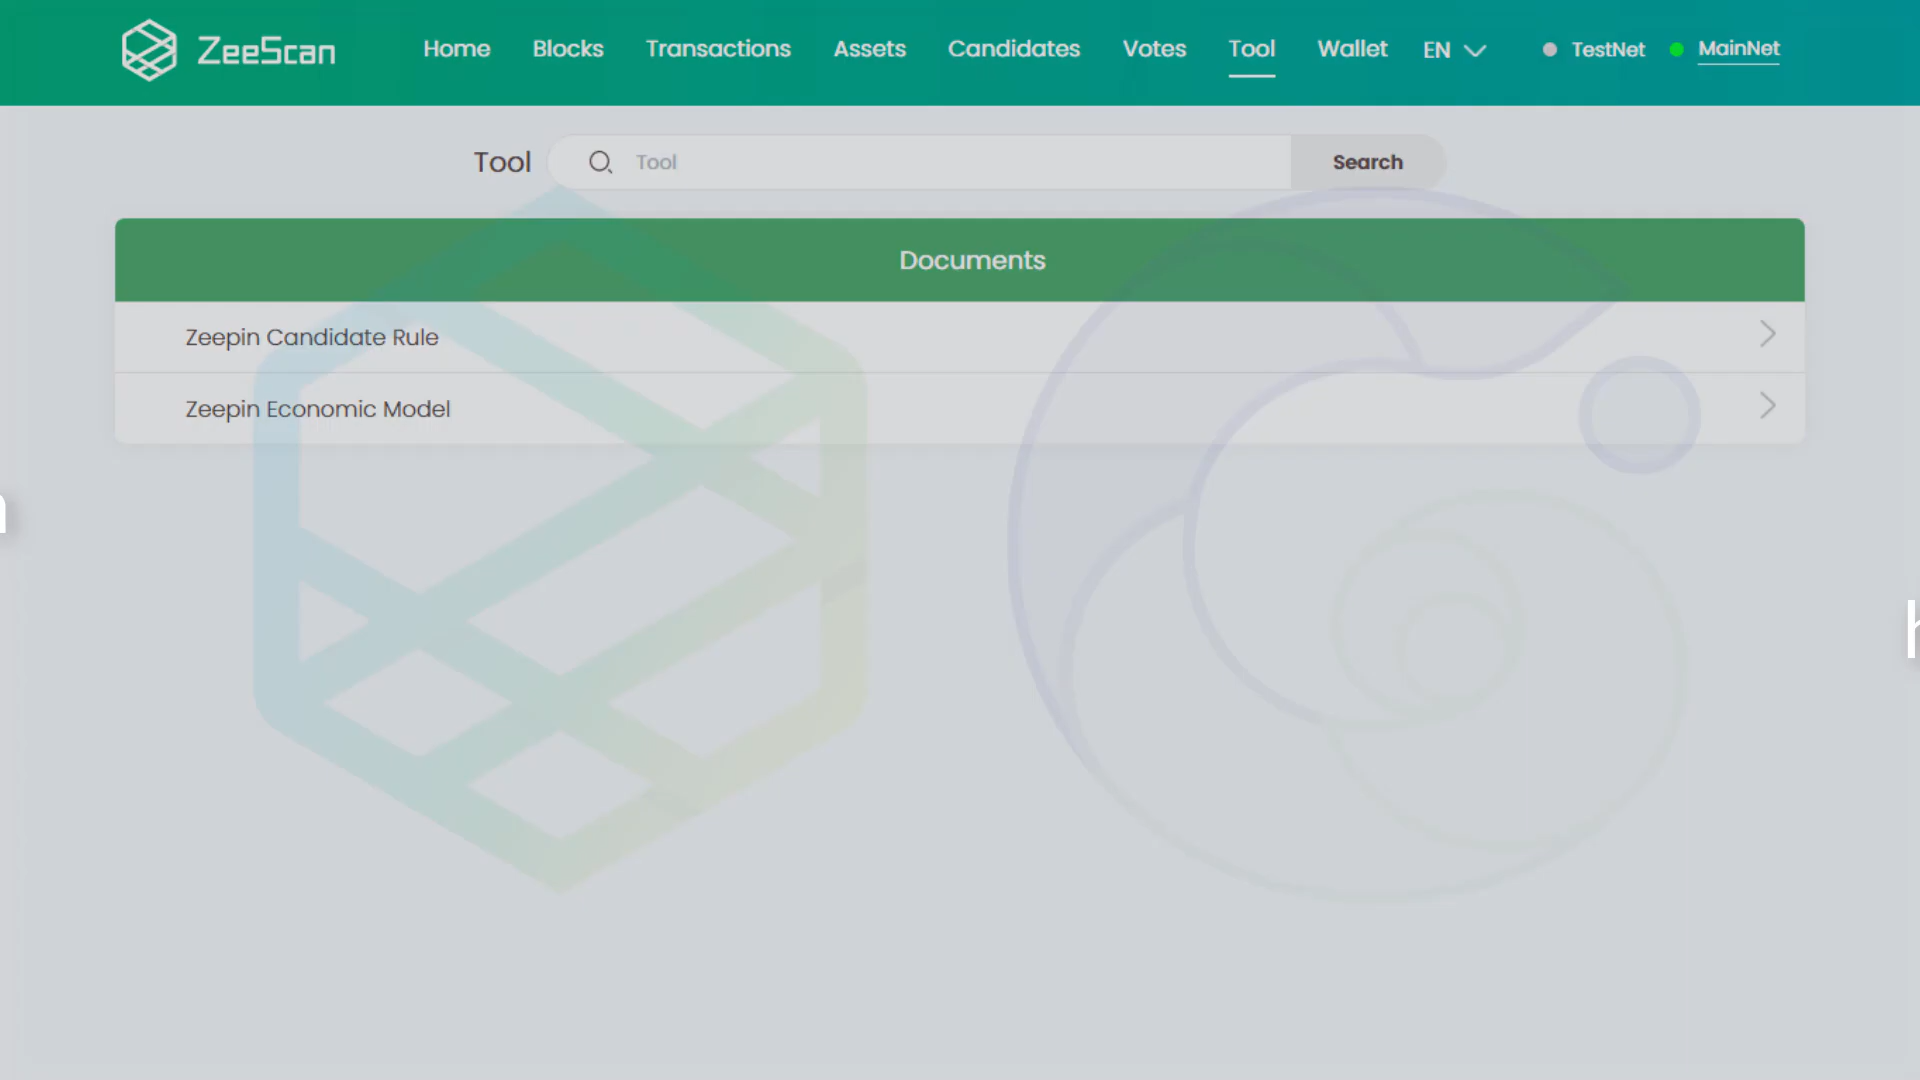 ZeeScan Home Blocks Transactions Assets Candidates Votes Tool Wallet EN TestNet MainNet
Tool Tool Search
Documents
Zeepin Candidate Rule
Zeepin Economic Model